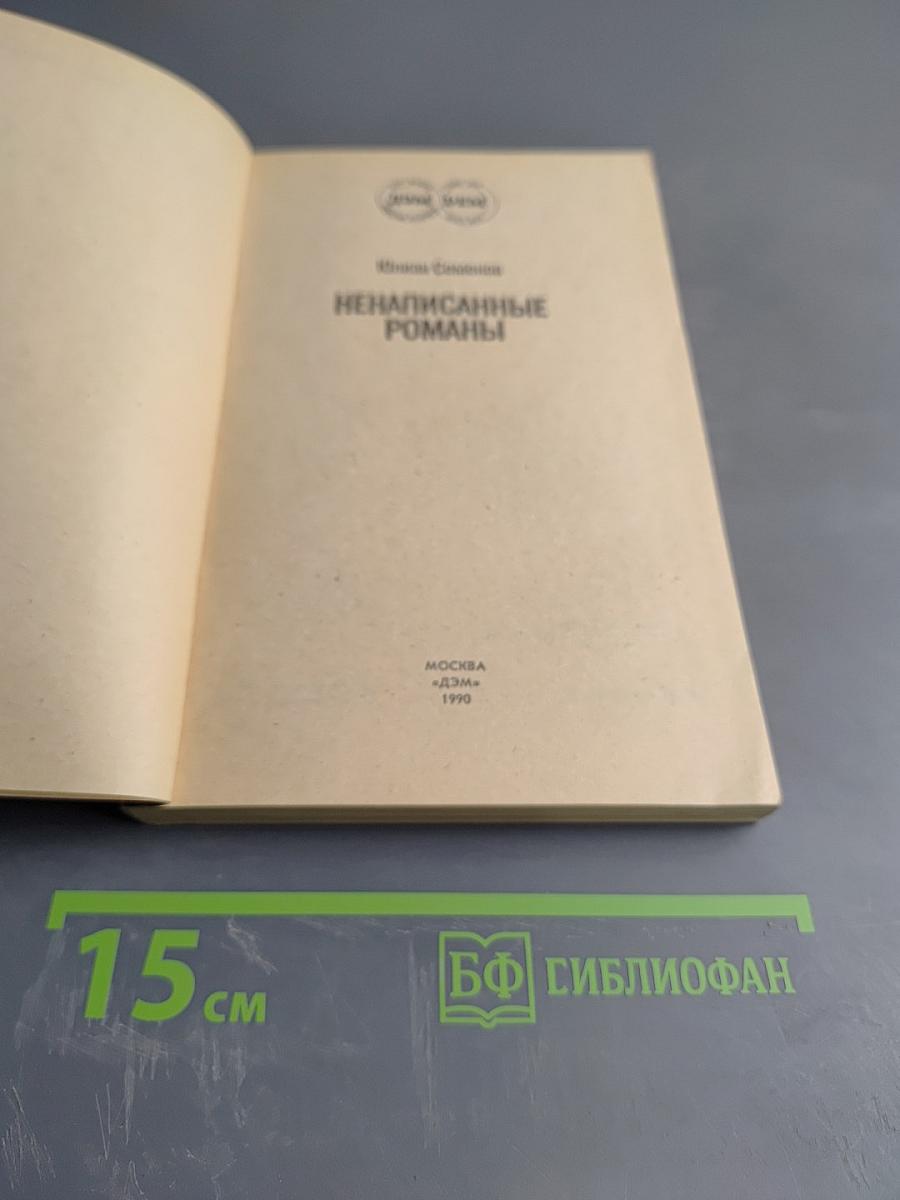 Юлиан Семенов
НЕНАПИСАННЫЕ
РОМАНЫ
МОСКВА
«ДЭМ»
1990
15 см
БФ
БИБЛИОФАН